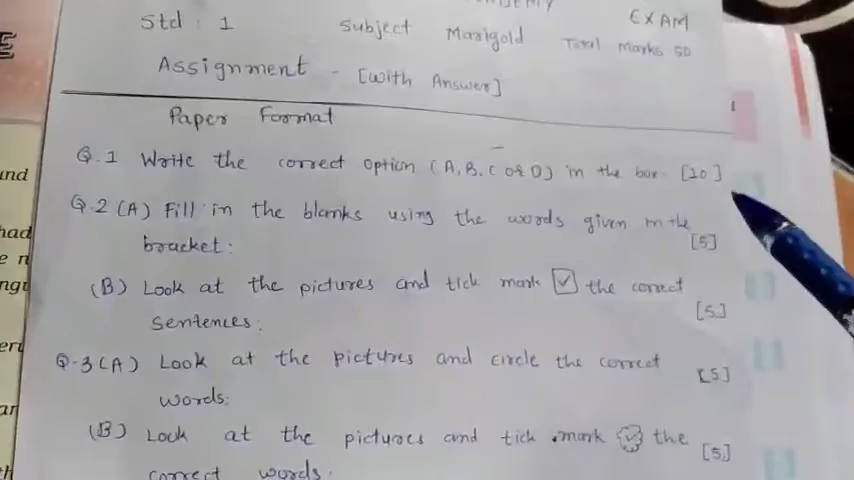 EXAM
Std : 1 Subject Marigold Total Marks 50
Assignment - [with Answer]
Paper Format
Q.1 Write the correct option (A, B, C OR D) in the box. [10]
Q.2 (A) Fill in the blanks using the words given in the
bracket: [5]
(B) Look at the pictures and tick mark ✓ the correct
sentences: [5]
Q.3 (A) Look at the pictures and circle the correct
words: [5]
(B) Look at the pictures and tick mark ✓ the
correct words: [5]